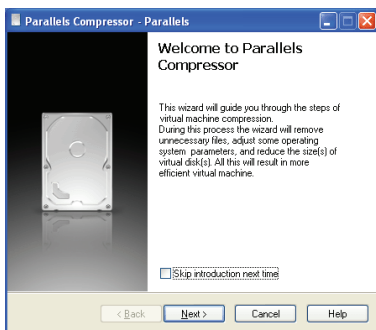 Parallels Compressor - Parallels
Welcome to Parallels
Compressor
This wizard will guide you through the steps of
virtual machine compression.
During this process the wizard will remove
unnecessary files, adjust some operating
system parameters, and reduce the size(s) of
virtual disk(s). All this will result in more
efficient virtual machine.
Skip introduction next time
< Back
Next >
Cancel
Help